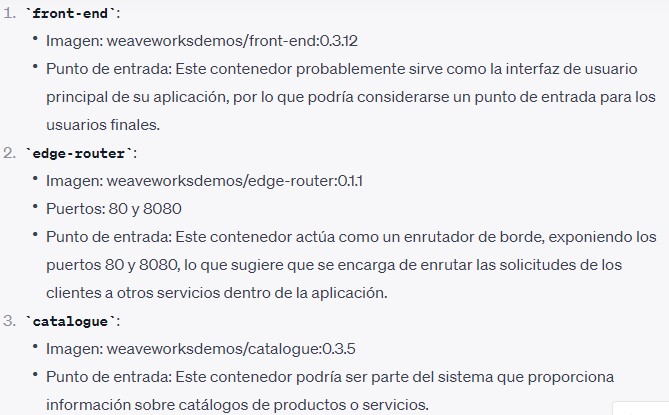 1. `front-end`:
• Imagen: weaveworksdemos/front-end:0.3.12
• Punto de entrada: Este contenedor probablemente sirve como la interfaz de usuario
principal de su aplicación, por lo que podría considerarse un punto de entrada para los
usuarios finales.
2. `edge-router`:
• Imagen: weaveworksdemos/edge-router:0.1.1
• Puertos: 80 y 8080
• Punto de entrada: Este contenedor actúa como un enrutador de borde, exponiendo los
puertos 80 y 8080, lo que sugiere que se encarga de enrutar las solicitudes de los
clientes a otros servicios dentro de la aplicación.
3. `catalogue`:
• Imagen: weaveworksdemos/catalogue:0.3.5
• Punto de entrada: Este contenedor podría ser parte del sistema que proporciona
información sobre catálogos de productos o servicios.